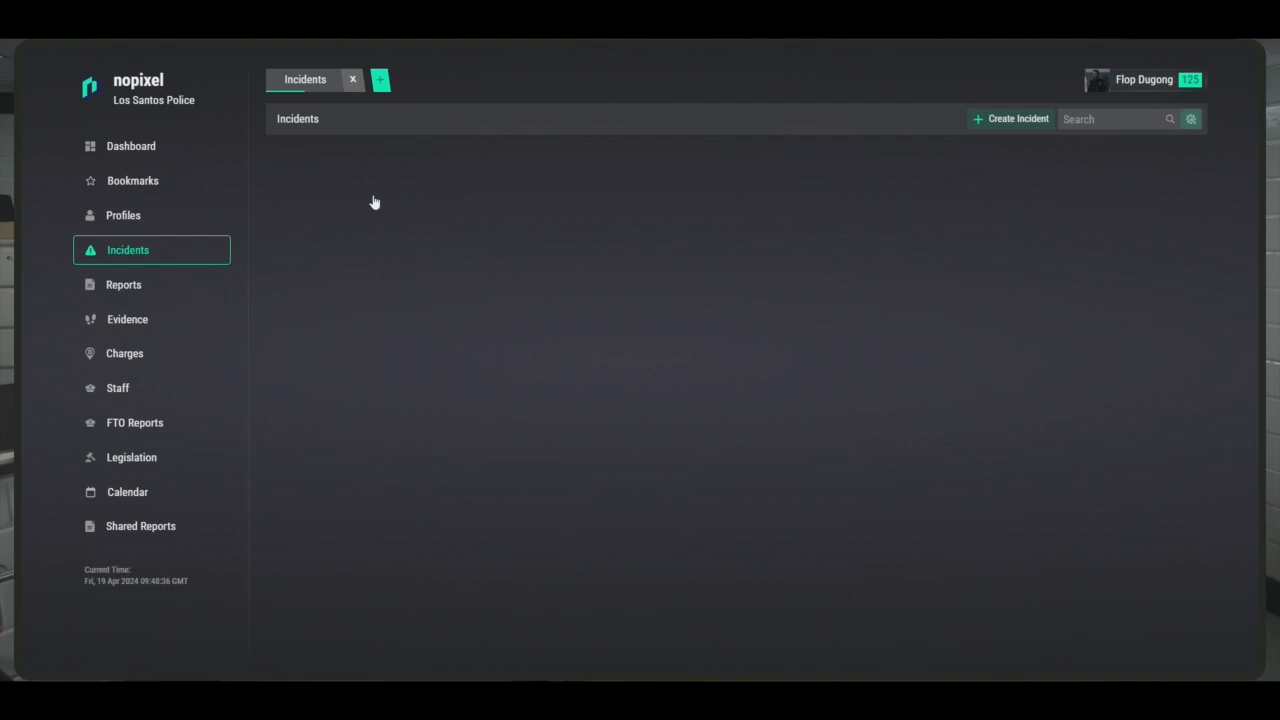 nopixel
Los Santos Police
Dashboard
Bookmarks
Profiles
Incidents
Reports
Evidence
Charges
Staff
FTO Reports
Legislation
Calendar
Shared Reports
Current Time:
Fri, 19 Apr 2024 09:48:36 GMT
Incidents x +
Flop Dugong 125
Incidents
+ Create Incident
Search